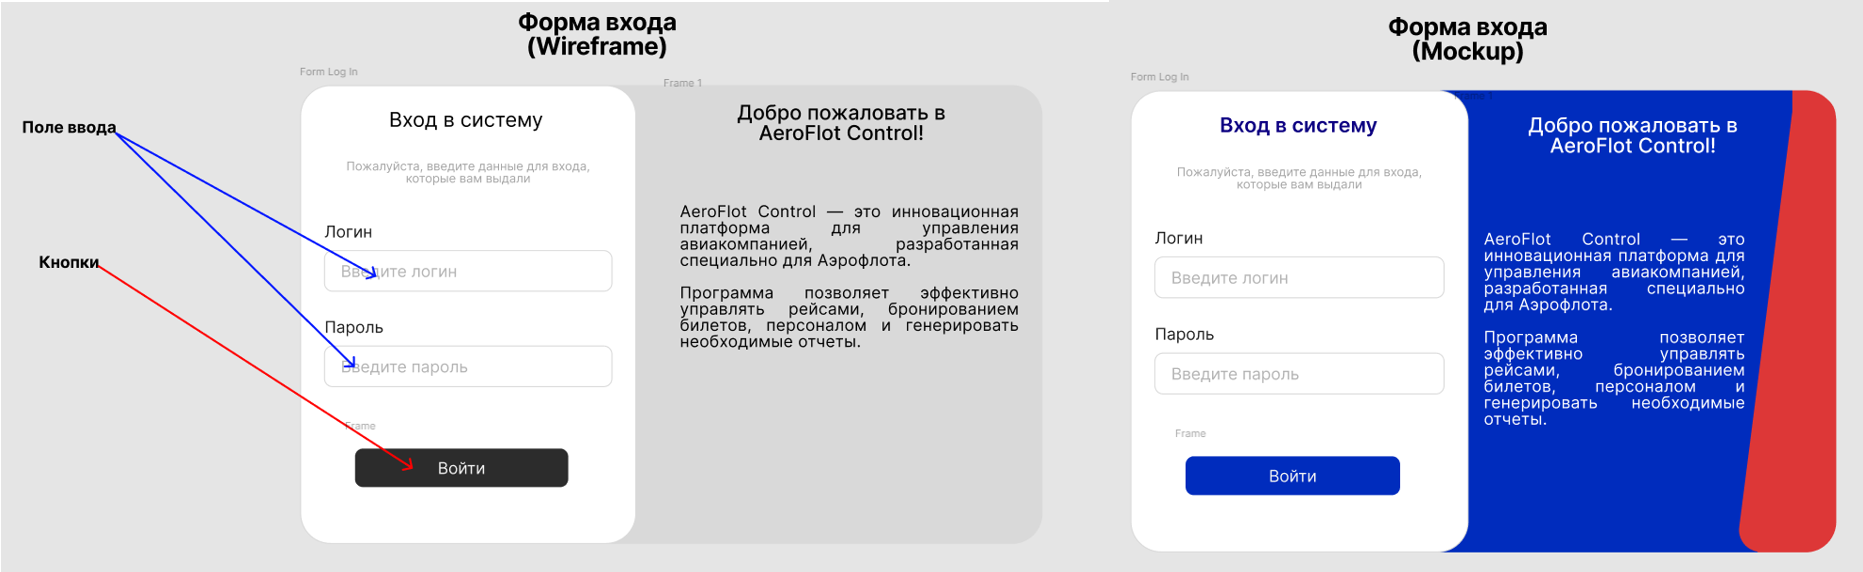 Форма входа
(Wireframe)
Form Log In
Frame 1
Поле ввода
Кнопки
Вход в систему
Пожалуйста, введите данные для входа,
которые вам выдали
Логин
Введите логин
Пароль
Введите пароль
Frame
Войти
Добро пожаловать в
AeroFlot Control!
AeroFlot Control — это инновационная
платформа для управления
авиакомпанией, разработанная
специально для Аэрофлота.
Программа позволяет эффективно
управлять рейсами, бронированием
билетов, персоналом и генерировать
необходимые отчеты.
Форма входа
(Mockup)
Form Log In
Frame 1
Вход в систему
Пожалуйста, введите данные для входа,
которые вам выдали
Логин
Введите логин
Пароль
Введите пароль
Frame
Войти
Добро пожаловать в
AeroFlot Control!
AeroFlot Control — это
инновационная платформа для
управления авиакомпанией,
разработанная специально
для Аэрофлота.
Программа позволяет
эффективно управлять
рейсами, бронированием
билетов, персоналом и
генерировать необходимые
отчеты.